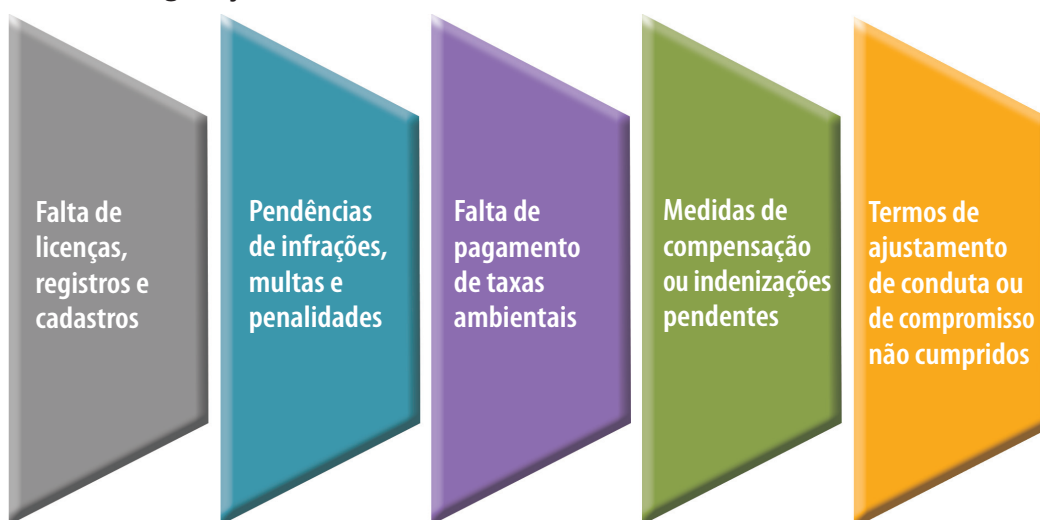 Falta de
licenças,
registros e
cadastros
Pendências
de infrações,
multas e
penalidades
Falta de
pagamento
de taxas
ambientais
Medidas de
compensação
ou indenizações
pendentes
Termos de
ajustamento
de conduta ou
de compromisso
não cumpridos